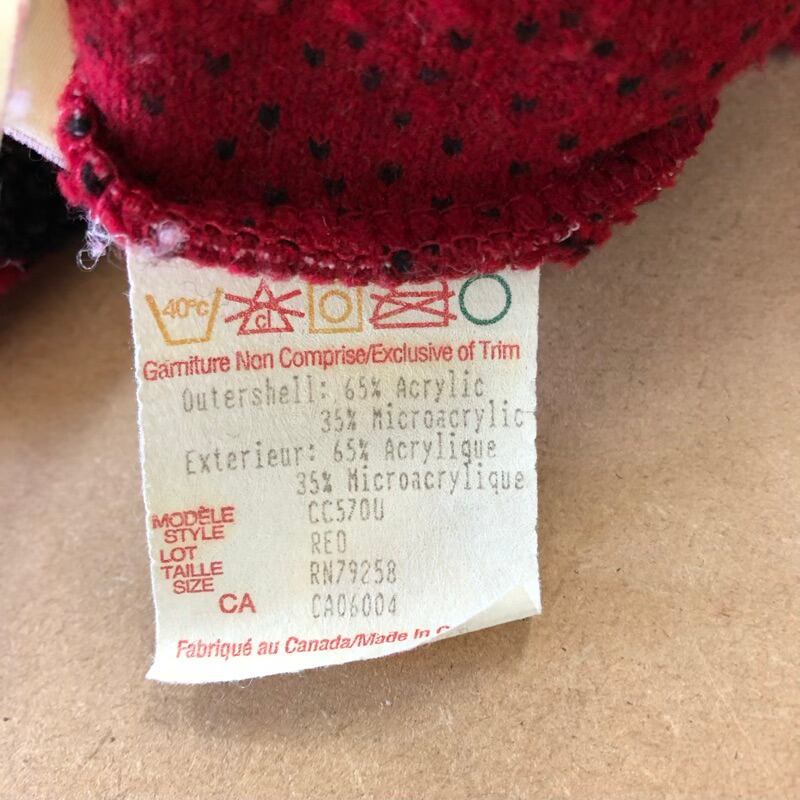 40°C cl
Garniture Non Comprise/Exclusive of Trim
Outershell: 65% Acrylic
35% Microacrylic
Exterieur: 65% Acrylique
35% Microacrylique
MODÈLE CC570U
STYLE
LOT RED
TAILLE RN79258
SIZE
CA CA06004
Fabriqué au Canada/Made In